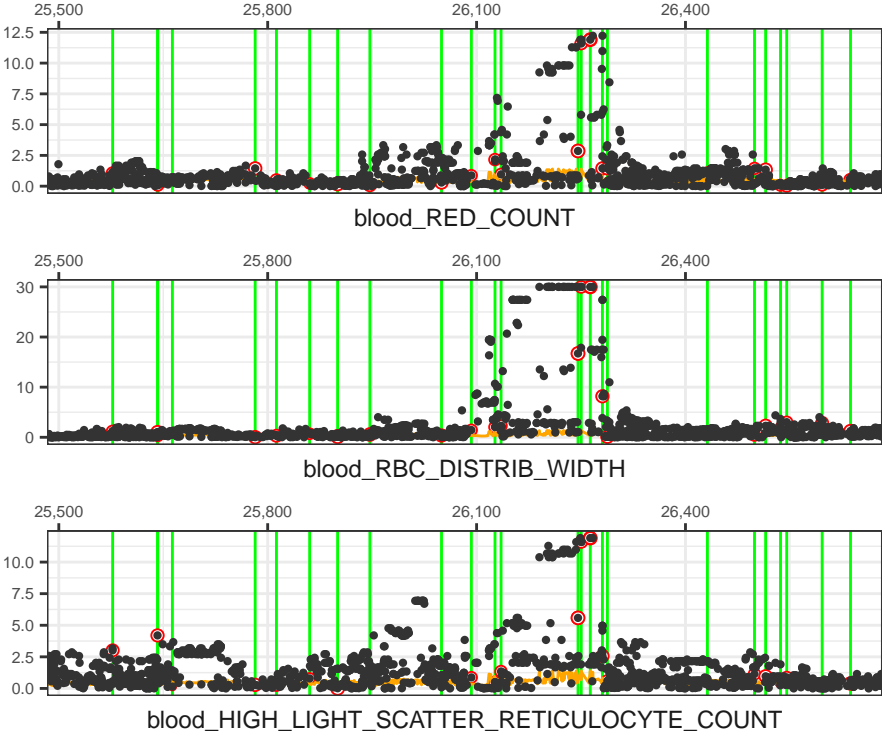 25,500 25,800 26,100 26,400
12.5
10.0
7.5
5.0
2.5
0.0
blood_RED_COUNT
25,500 25,800 26,100 26,400
30
20
10
0
blood_RBC_DISTRIB_WIDTH
25,500 25,800 26,100 26,400
10.0
7.5
5.0
2.5
0.0
blood_HIGH_LIGHT_SCATTER_RETICULOCYTE_COUNT